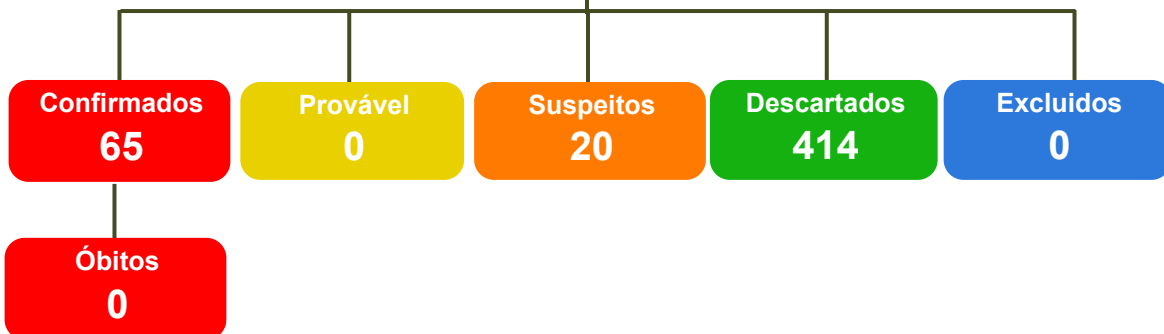 Confirmados
65
Provável
0
Suspeitos
20
Descartados
414
Excluidos
0
Óbitos
0